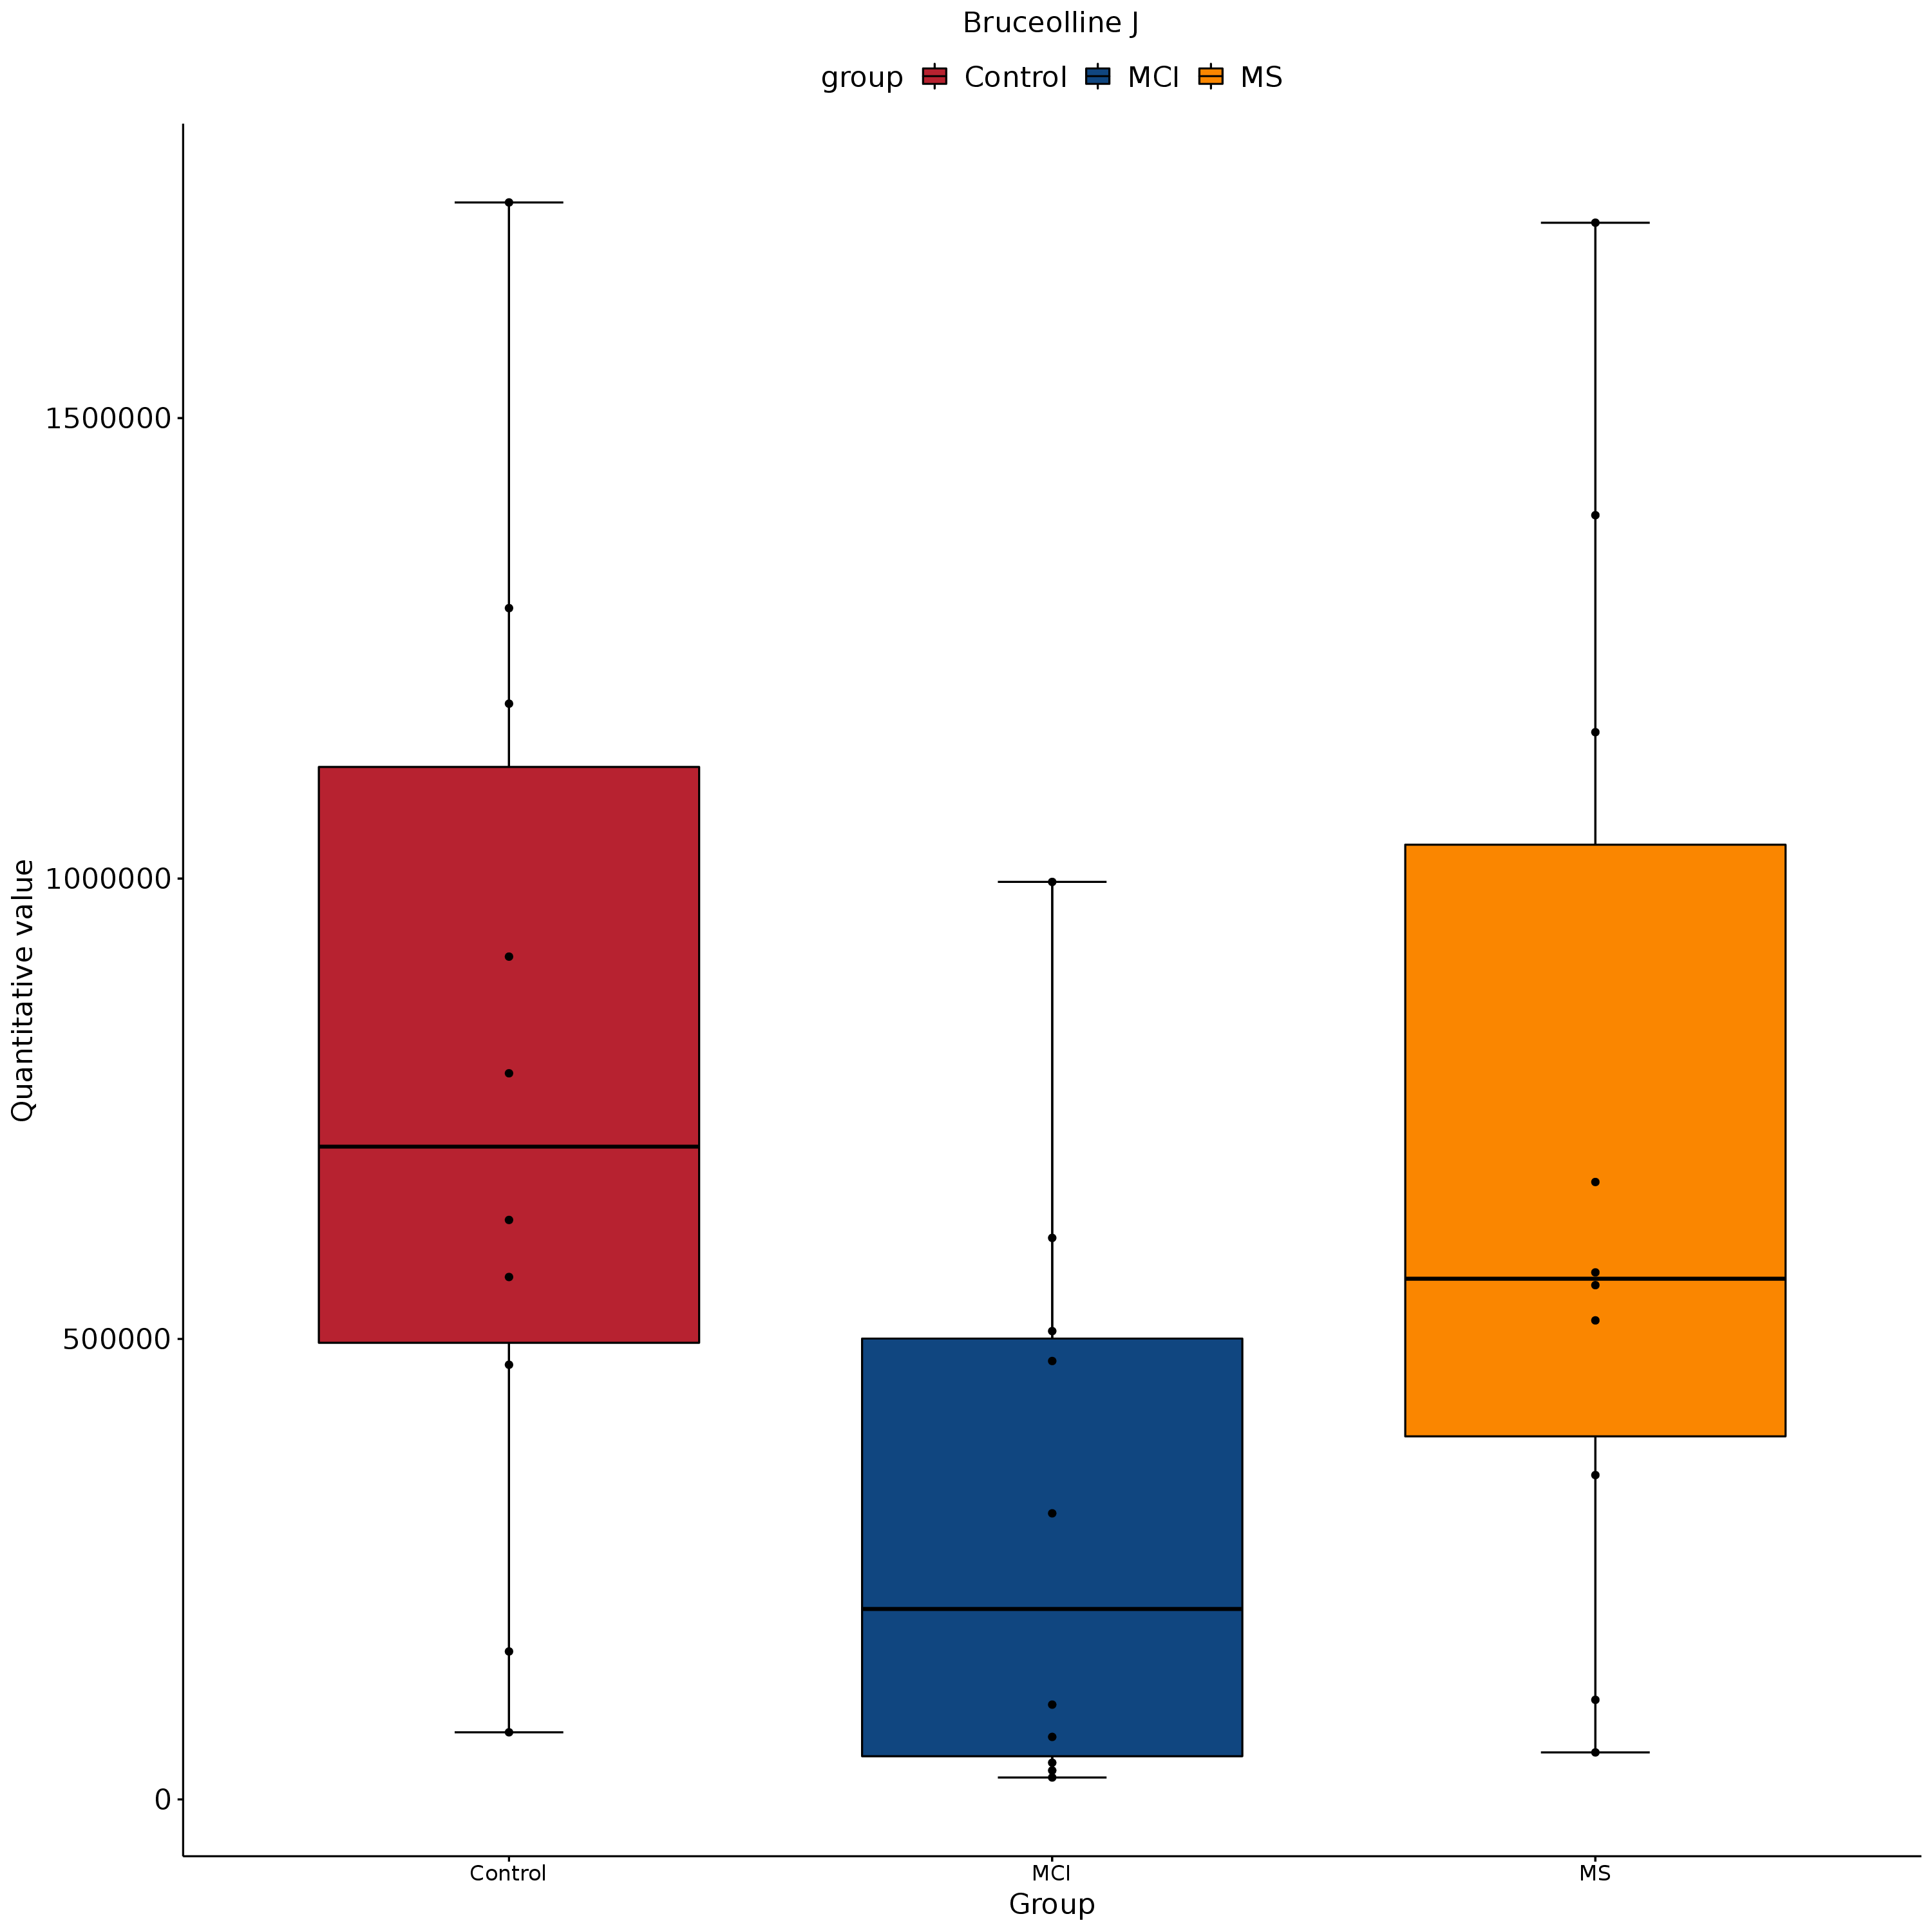 Bruceolline J
group Control MCI MS
Quantitative value
1500000
1000000
500000
0
Control MCI MS
Group